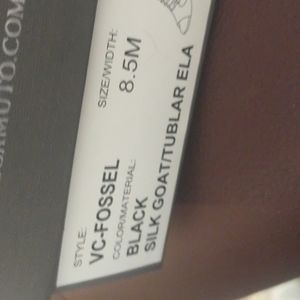 STYLE:
VC-FOSSEL
SIZE/WIDTH:
8.5M
COLOR/MATERIAL:
BLACK
SILK GOAT/TUBLAR ELA